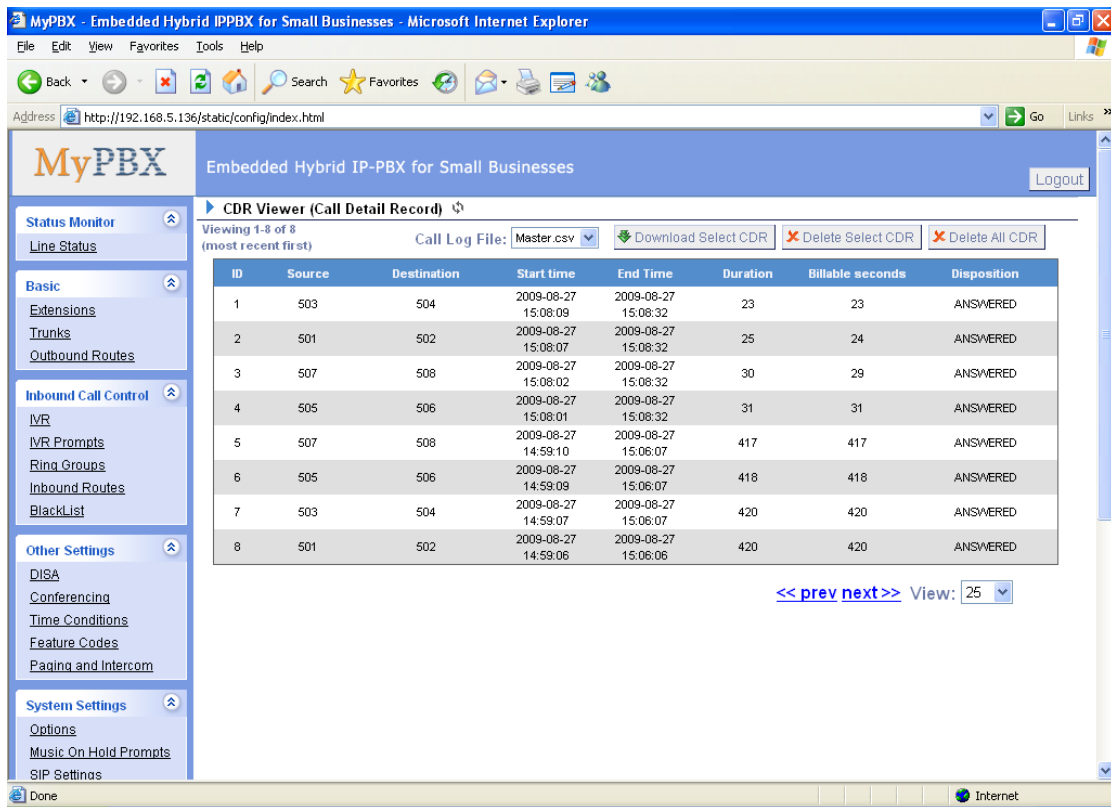 MyPBX - Embedded Hybrid IPPBX for Small Businesses - Microsoft Internet Explorer
File Edit View Favorites Tools Help
Back Search Favorites
Address http://192.168.5.136/static/config/index.html Go Links »
MyPBX
Embedded Hybrid IP-PBX for Small Businesses
Logout
Status Monitor
Line Status
Basic
Extensions
Trunks
Outbound Routes
Inbound Call Control
IVR
IVR Prompts
Ring Groups
Inbound Routes
BlackList
Other Settings
DISA
Conferencing
Time Conditions
Feature Codes
Paging and Intercom
System Settings
Options
Music On Hold Prompts
SIP Settings
CDR Viewer (Call Detail Record)
Viewing 1-8 of 8
(most recent first)
Call Log File: Master.csv Download Select CDR Delete Select CDR Delete All CDR
ID Source Destination Start time End Time Duration Billable seconds Disposition
1 503 504 2009-08-27 15:08:09 2009-08-27 15:08:32 23 23 ANSWERED
2 501 502 2009-08-27 15:08:07 2009-08-27 15:08:32 25 24 ANSWERED
3 507 508 2009-08-27 15:08:02 2009-08-27 15:08:32 30 29 ANSWERED
4 505 506 2009-08-27 15:08:01 2009-08-27 15:08:32 31 31 ANSWERED
5 507 508 2009-08-27 14:59:10 2009-08-27 15:06:07 417 417 ANSWERED
6 505 506 2009-08-27 14:59:09 2009-08-27 15:06:07 418 418 ANSWERED
7 503 504 2009-08-27 14:59:07 2009-08-27 15:06:07 420 420 ANSWERED
8 501 502 2009-08-27 14:59:06 2009-08-27 15:06:06 420 420 ANSWERED
<< prev next >> View: 25
Done Internet